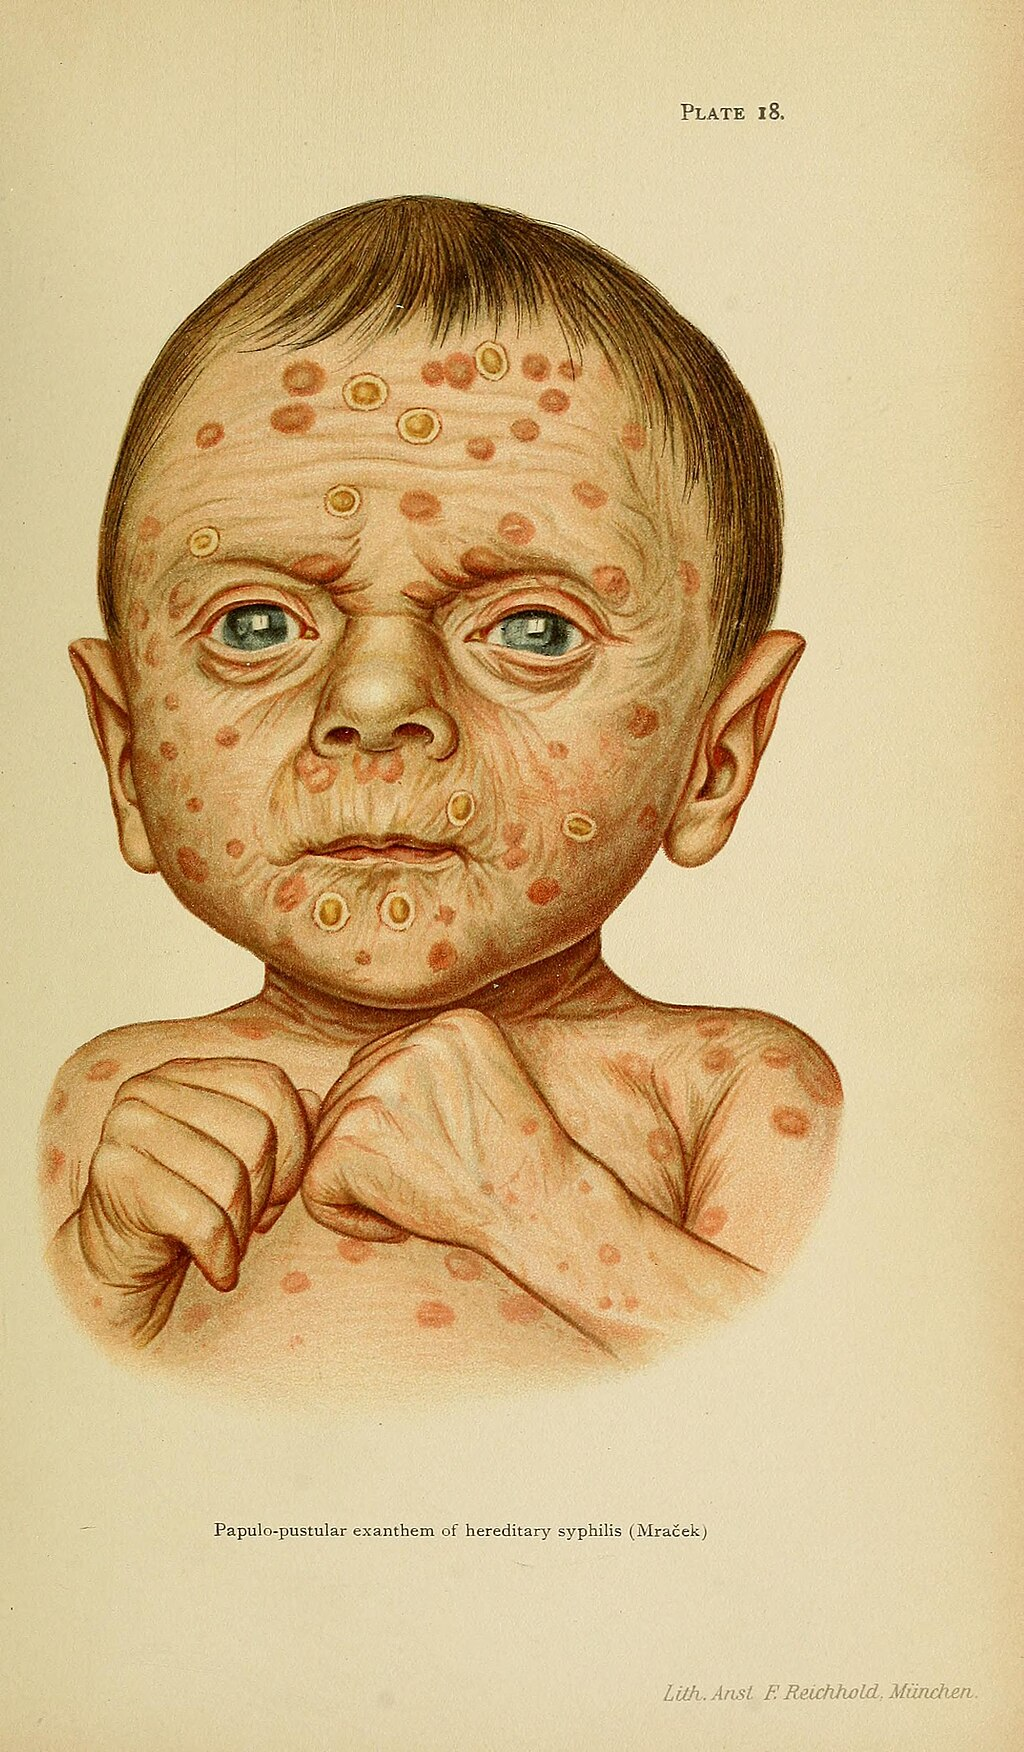 PLATE 18.
Papulo-pustular exanthem of hereditary syphilis (Mraček)
Lith. Anst F. Reichhold, München.